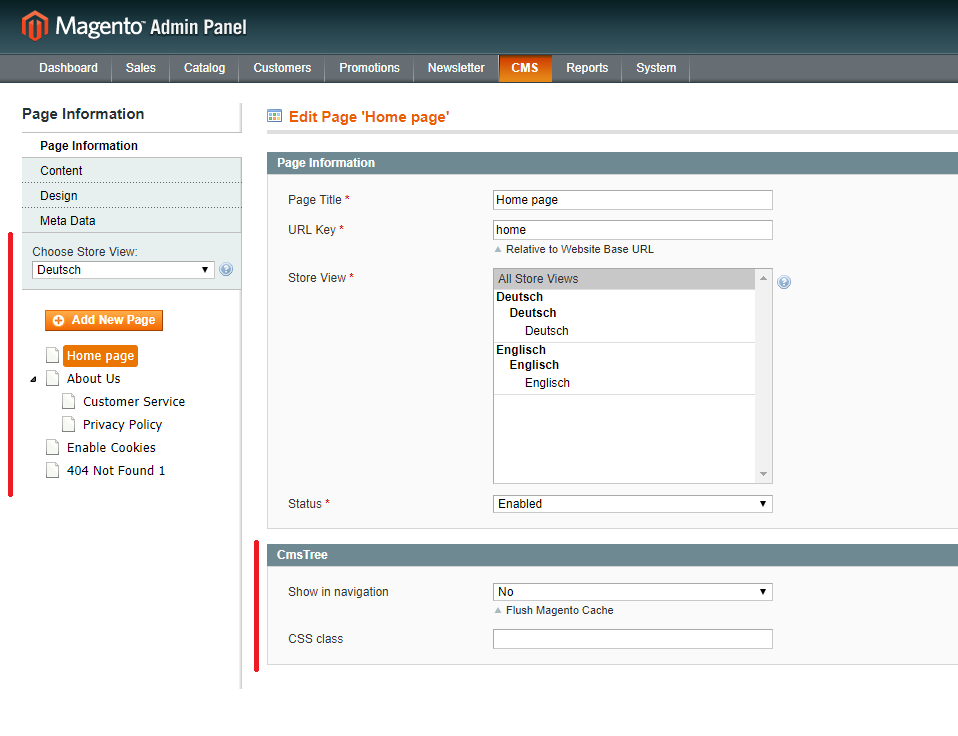 Magento™ Admin Panel
Dashboard Sales Catalog Customers Promotions Newsletter CMS Reports System
Page Information
Page Information
Content
Design
Meta Data
Choose Store View:
Deutsch
Add New Page
Home page
About Us
Customer Service
Privacy Policy
Enable Cookies
404 Not Found 1
Edit Page 'Home page'
Page Information
Page Title * Home page
URL Key * home
Relative to Website Base URL
Store View * All Store Views
Deutsch
Deutsch
Deutsch
Englisch
Englisch
Englisch
Status * Enabled
CmsTree
Show in navigation No
Flush Magento Cache
CSS class